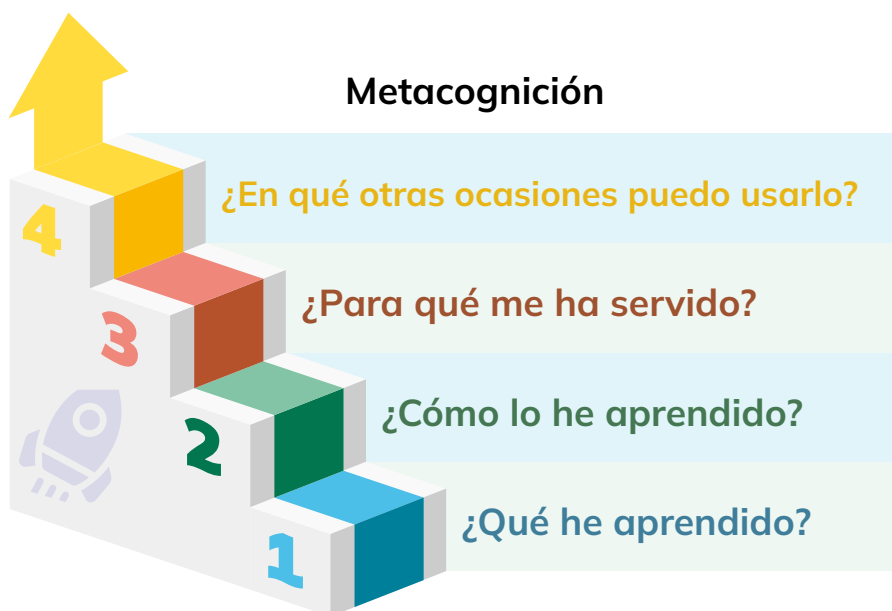 Metacognición
4
¿En qué otras ocasiones puedo usarlo?
3
¿Para qué me ha servido?
2
¿Cómo lo he aprendido?
1
¿Qué he aprendido?